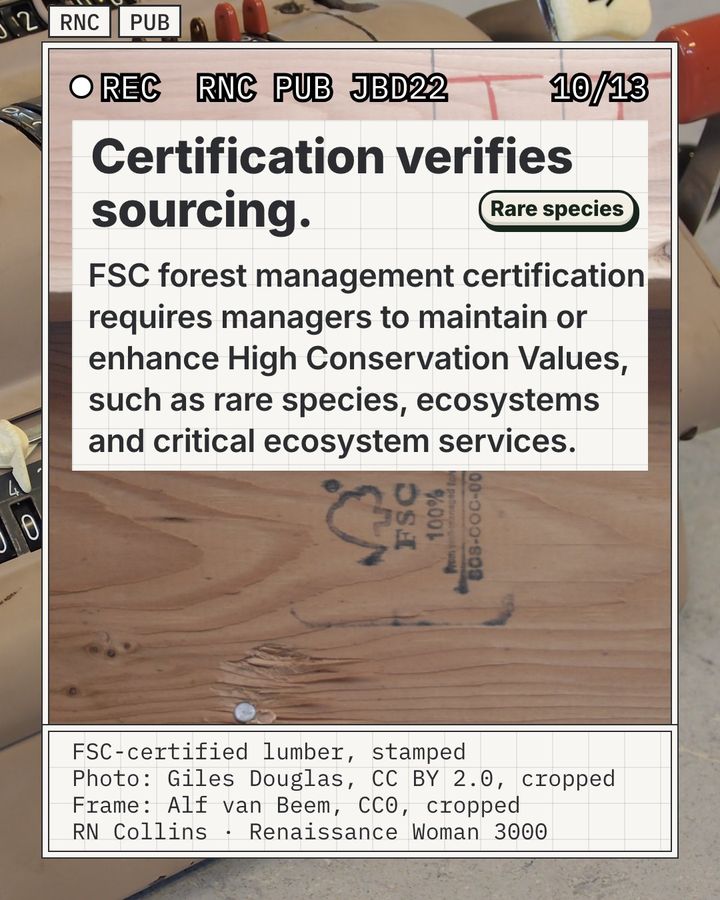 RNC PUB
REC RNC PUB JBD22 10/13
Certification verifies
sourcing.
Rare species
FSC forest management certification
requires managers to maintain or
enhance High Conservation Values,
such as rare species, ecosystems
and critical ecosystem services.
FSC
100%
FSC-certified lumber, stamped
Photo: Giles Douglas, CC BY 2.0, cropped
Frame: Alf van Beem, CC0, cropped
RN Collins · Renaissance Woman 3000